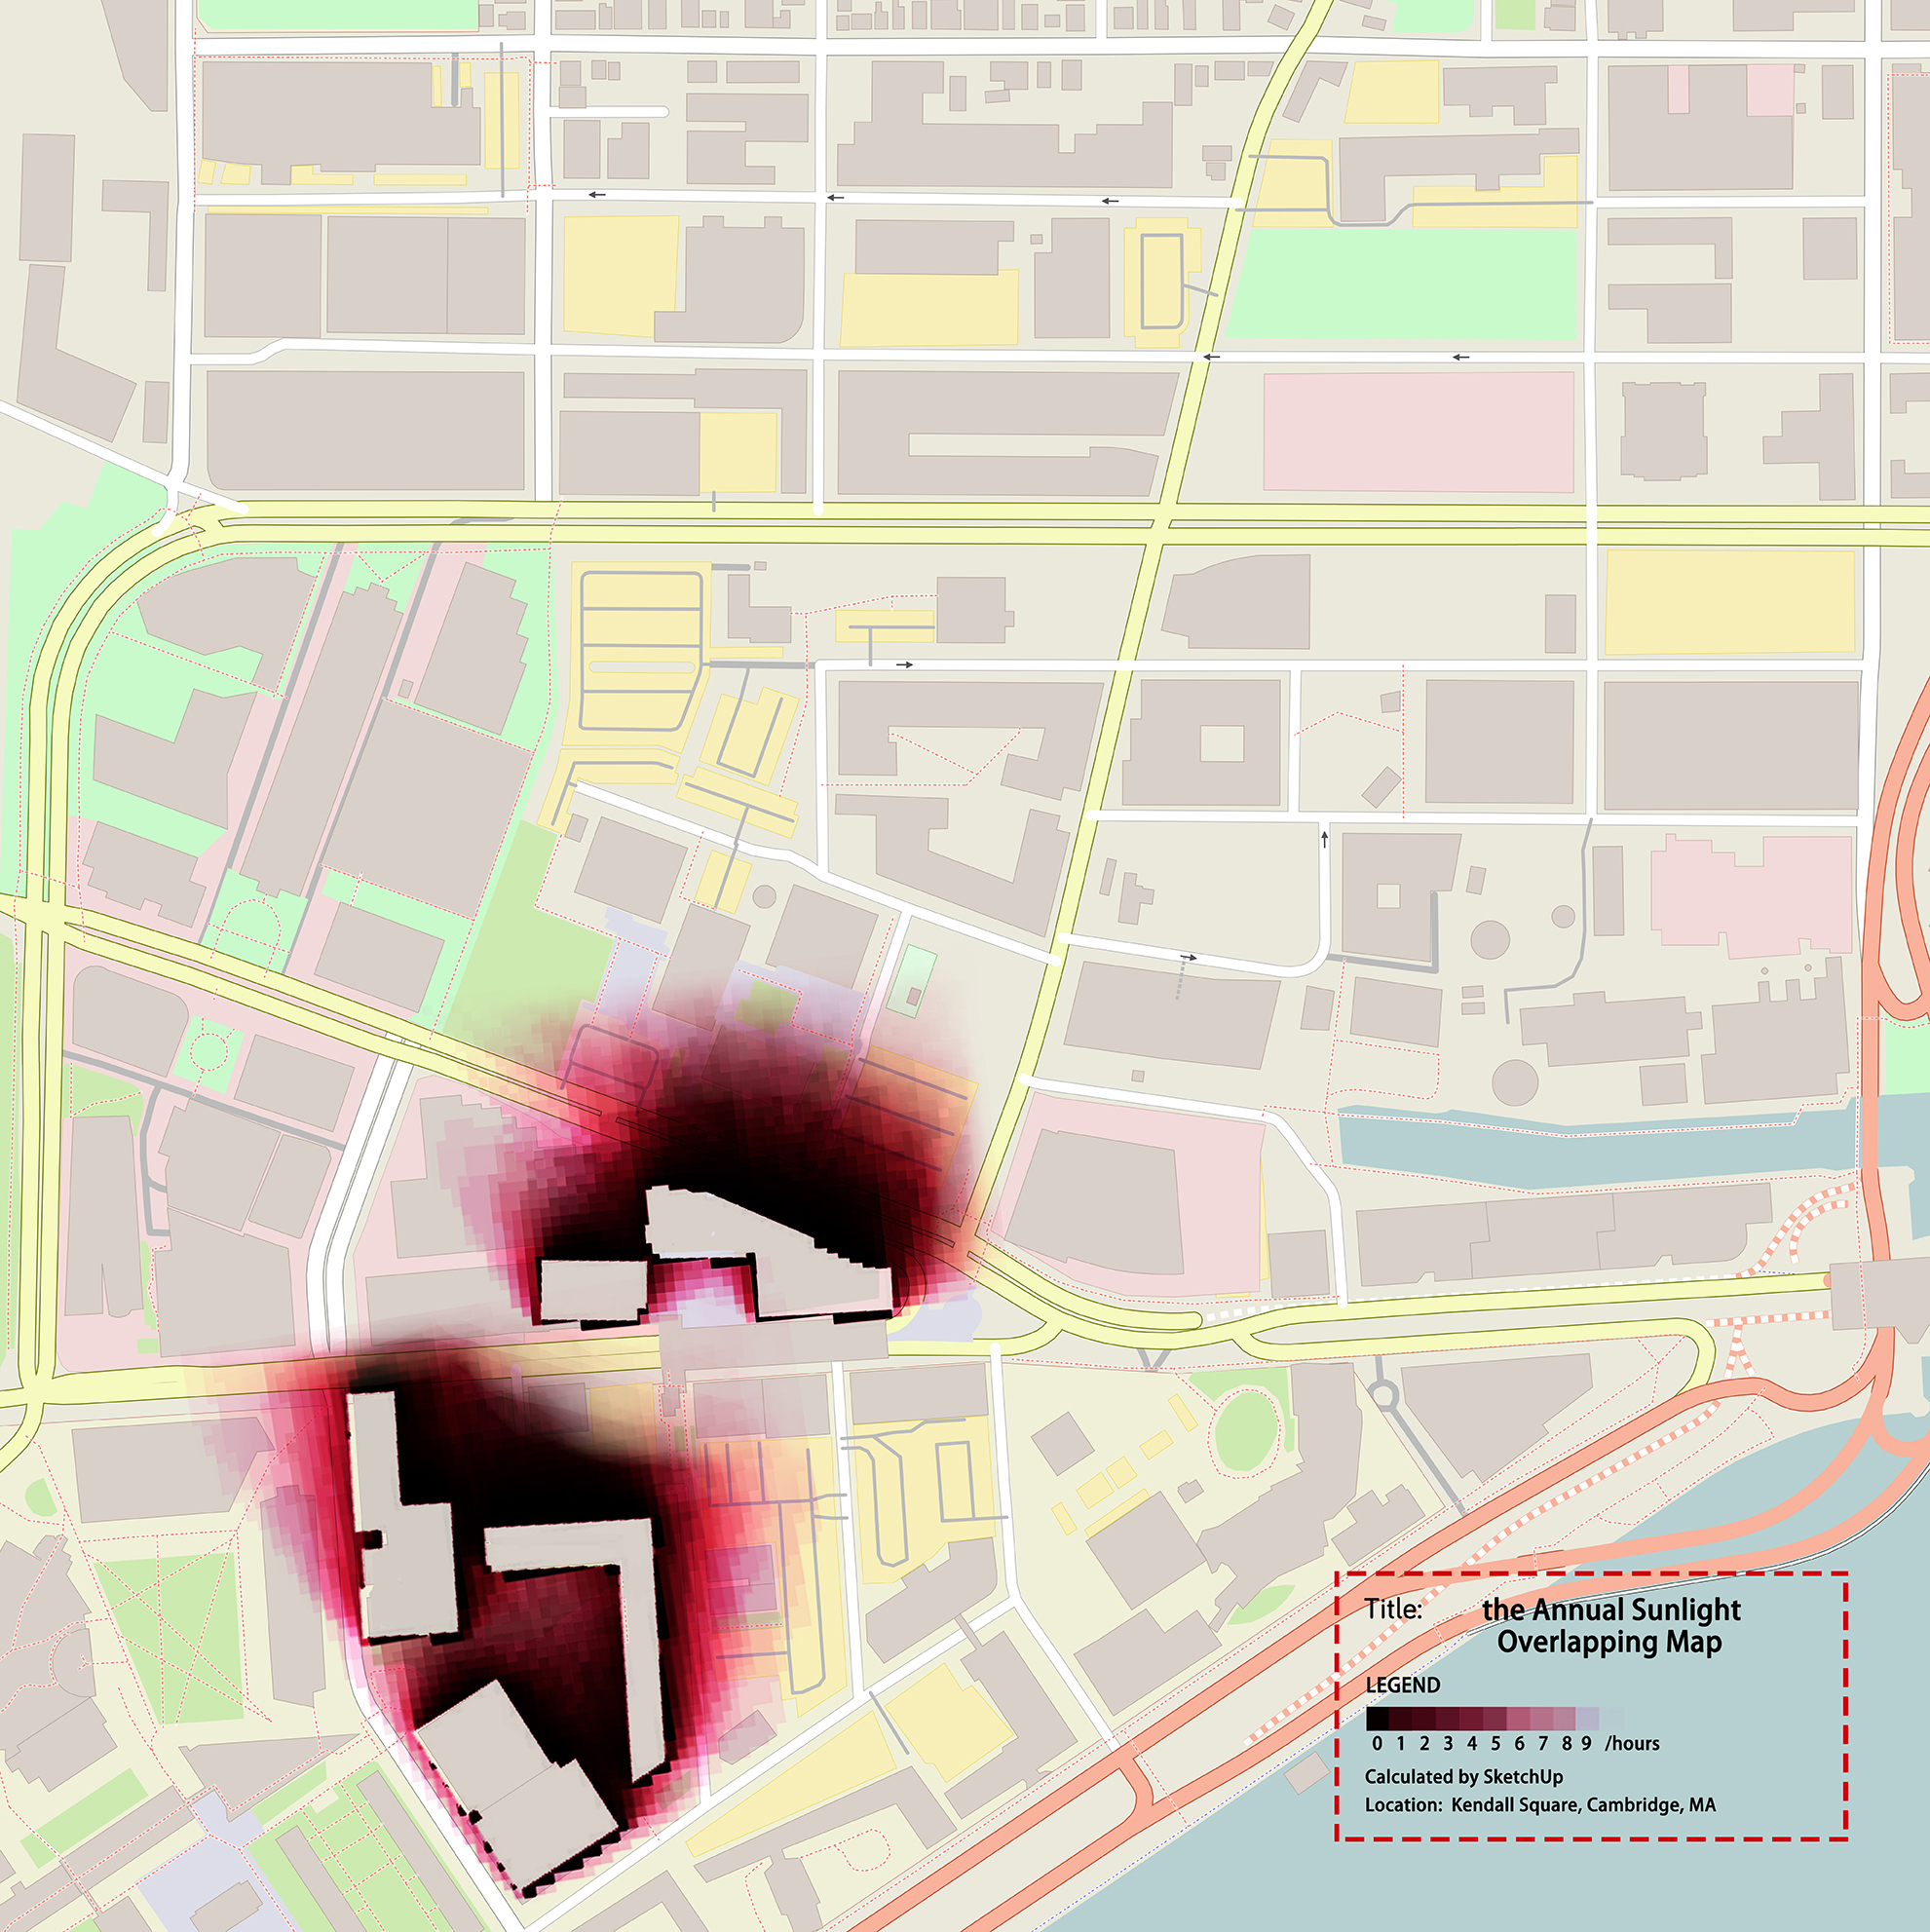 Title: the Annual Sunlight
Overlapping Map
LEGEND
0 1 2 3 4 5 6 7 8 9 /hours
Calculated by SketchUp
Location: Kendall Square, Cambridge, MA